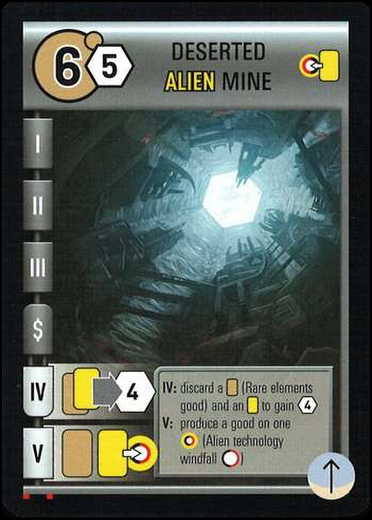 6
5
DESERTED
ALIEN MINE
I
II
III
$
IV
4
IV: discard a (Rare elements
good) and an to gain 4
V
V: produce a good on one
(Alien technology
windfall )